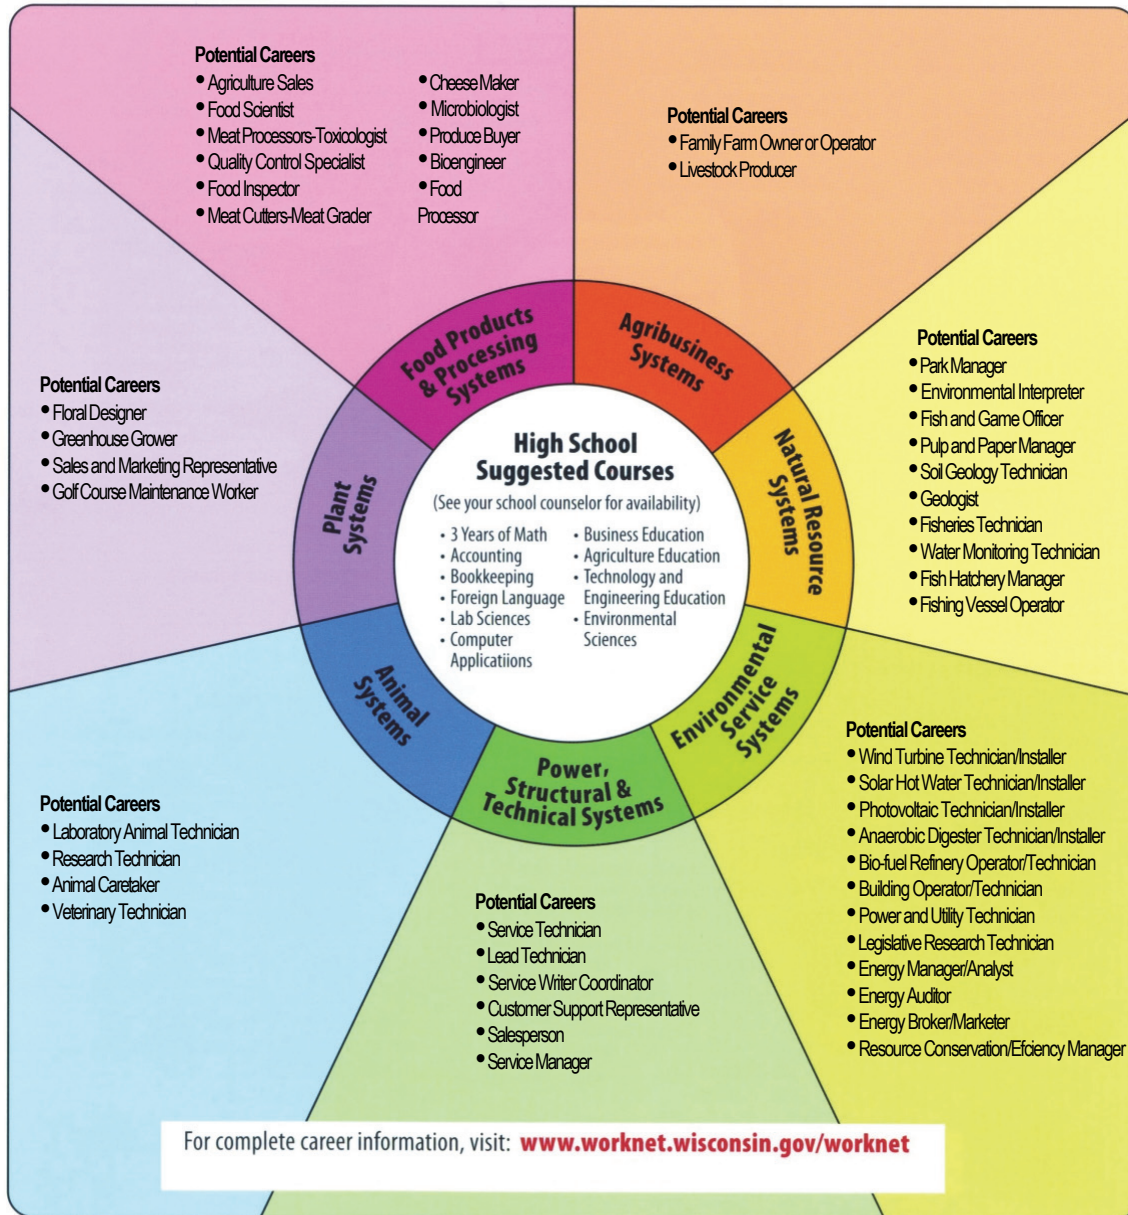 Potential Careers
• Agriculture Sales
• Food Scientist
• Meat Processors-Toxicologist
• Quality Control Specialist
• Food Inspector
• Meat Cutters-Meat Grader
• Cheese Maker
• Microbiologist
• Produce Buyer
• Bioengineer
• Food
Processor
Potential Careers
• Family Farm Owner or Operator
• Livestock Producer
Food Products
& Processing
Systems
Agribusiness
Systems
Potential Careers
• Floral Designer
• Greenhouse Grower
• Sales and Marketing Representative
• Golf Course Maintenance Worker
Plant
Systems
High School
Suggested Courses
(See your school counselor for availability)
• 3 Years of Math
• Accounting
• Bookkeeping
• Foreign Language
• Lab Sciences
• Computer
Applicatiions
• Business Education
• Agriculture Education
• Technology and
Engineering Education
• Environmental
Sciences
Natural Resource
Systems
Potential Careers
• Park Manager
• Environmental Interpreter
• Fish and Game Officer
• Pulp and Paper Manager
• Soil Geology Technician
• Geologist
• Fisheries Technician
• Water Monitoring Technician
• Fish Hatchery Manager
• Fishing Vessel Operator
Animal
Systems
Power,
Structural &
Technical Systems
Environmental
Service
Systems
Potential Careers
• Laboratory Animal Technician
• Research Technician
• Animal Caretaker
• Veterinary Technician
Potential Careers
• Service Technician
• Lead Technician
• Service Writer Coordinator
• Customer Support Representative
• Salesperson
• Service Manager
Potential Careers
• Wind Turbine Technician/Installer
• Solar Hot Water Technician/Installer
• Photovoltaic Technician/Installer
• Anaerobic Digester Technician/Installer
• Bio-fuel Refinery Operator/Technician
• Building Operator/Technician
• Power and Utility Technician
• Legislative Research Technician
• Energy Manager/Analyst
• Energy Auditor
• Energy Broker/Marketer
• Resource Conservation/Efciency Manager
For complete career information, visit: www.worknet.wisconsin.gov/worknet